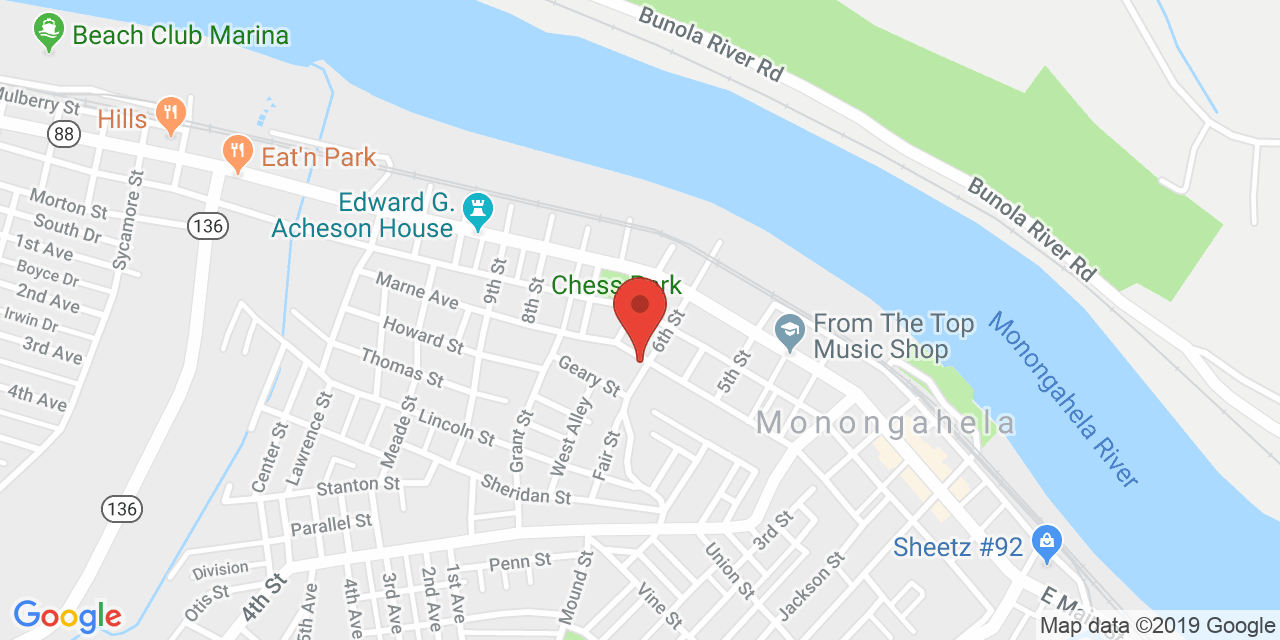 Beach Club Marina
Bunola River Rd
Mulberry St
Hills
88
Eat'n Park
Bunola River Rd
Morton St
South Dr
Sycamore St
136
Edward G.
Acheson House
1st Ave
Boyce Dr
2nd Ave
Irwin Dr
3rd Ave
4th Ave
9th St
8th St
Chess Park
Marne Ave
6th St
From The Top
Music Shop
Monongahela River
Howard St
Thomas St
Geary St
5th St
Lincoln St
Monongahela
Center St
Lawrence St
Meade St
Grant St
West Alley
Fair St
Stanton St
Sheridan St
136
Parallel St
3rd St
Sheetz #92
Division
Penn St
Union St
Jackson St
Otis St
4th St
5th Ave
4th Ave
3rd Ave
2nd Ave
1st Ave
Mound St
Vine St
E Main
Google
Map data ©2019 Google